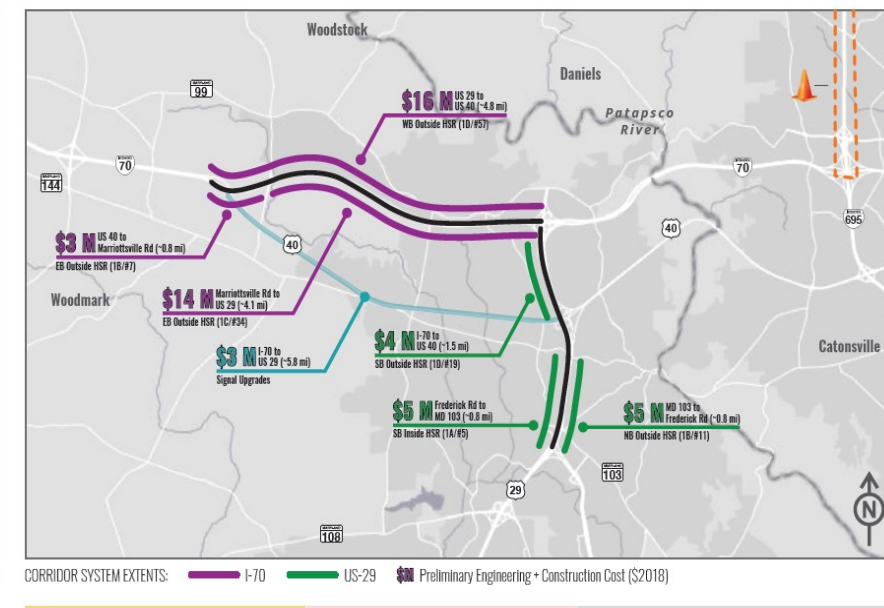 Woodstock
MARYLAND
99
Daniels
$16 M US 29 to
US 40 (~4.8 mi)
WB Outside HSR (1D/#57)
Patapsco
River
70
MARYLAND
144
70
695
40
40
$3 M US 40 to
Marriottsville Rd (~0.8 mi)
EB Outside HSR (1B/#7)
Woodmark
$14 M Marriottsville Rd to
US 29 (~4.1 mi)
EB Outside HSR (1C/#34)
$3 M I-70 to
US 29 (~5.8 mi)
Signal Upgrades
$4 M I-70 to
US 40 (~1.5 mi)
SB Outside HSR (1D/#19)
Catonsville
$5 M Frederick Rd to
MD 103 (~0.8 mi)
SB Inside HSR (1A/#5)
$5 M MD 103 to
Frederick Rd (~0.8 mi)
NB Outside HSR (1B/#11)
MARYLAND
103
29
N
MARYLAND
108
CORRIDOR SYSTEM EXTENTS: I-70 US-29 $M Preliminary Engineering + Construction Cost ($2018)